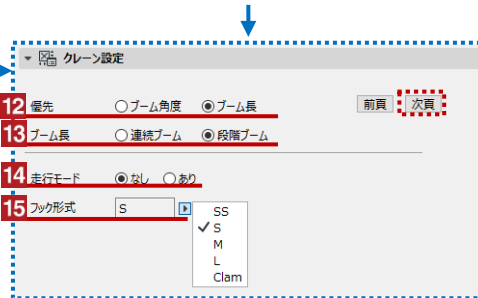 クレーン設定
12 優先 ブーム角度 ブーム長 前頁 次頁
13 ブーム長 連続ブーム 段階ブーム
14 走行モード なし あり
15 フック形式 S
SS
S
M
L
Clam